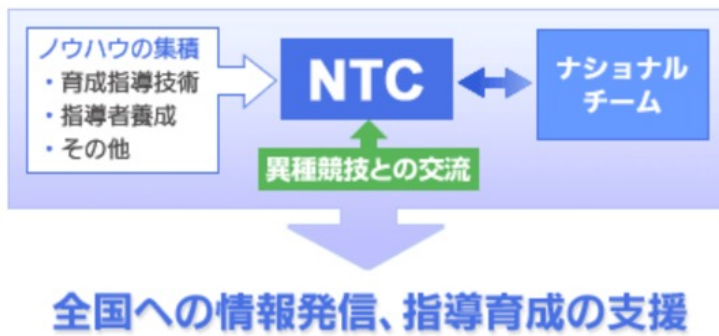 ノウハウの集積
・育成指導技術
・指導者養成
・その他
NTC
ナショナル
チーム
異種競技との交流
全国への情報発信、指導育成の支援